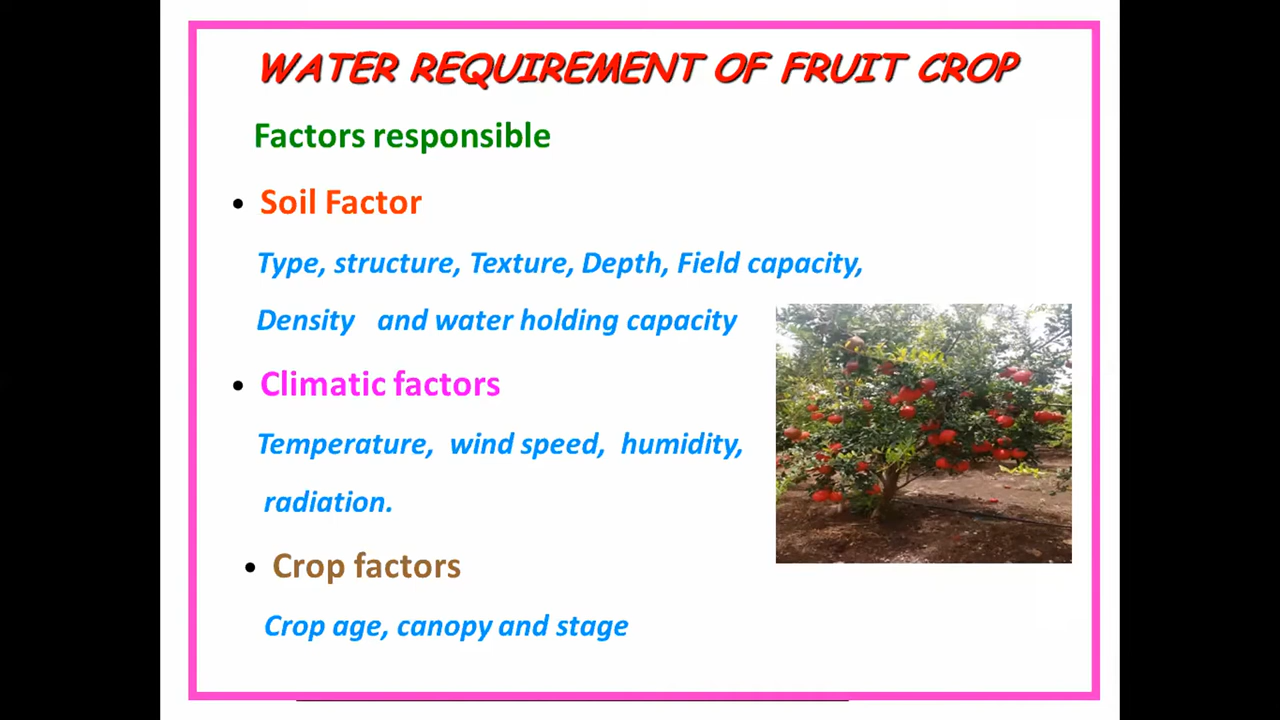 WATER REQUIREMENT OF FRUIT CROP
Factors responsible
• Soil Factor
Type, structure, Texture, Depth, Field capacity,
Density and water holding capacity
• Climatic factors
Temperature, wind speed, humidity,
radiation.
• Crop factors
Crop age, canopy and stage